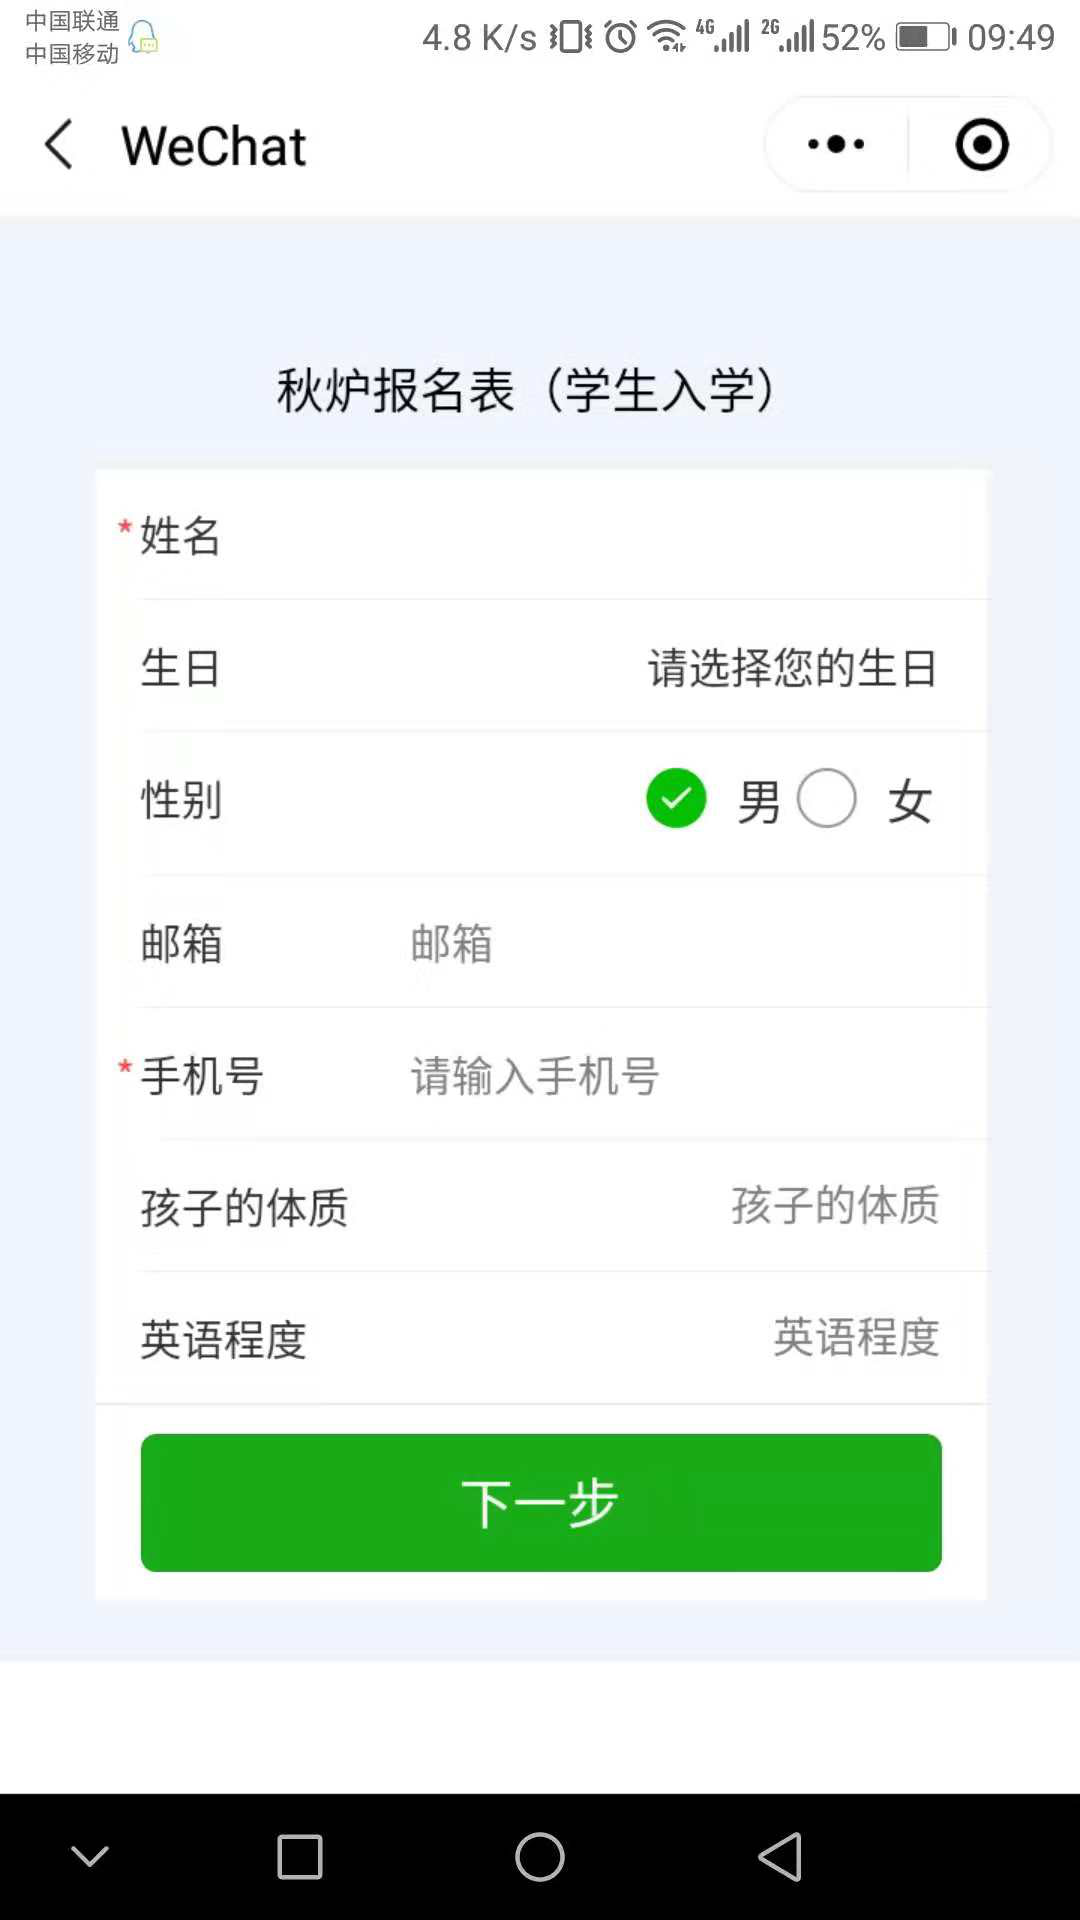 中国联通
中国移动
4.8 K/s 4G 2G 52% 09:49
WeChat
秋炉报名表（学生入学）
*姓名
生日 请选择您的生日
性别 男 女
邮箱 邮箱
*手机号 请输入手机号
孩子的体质 孩子的体质
英语程度 英语程度
下一步